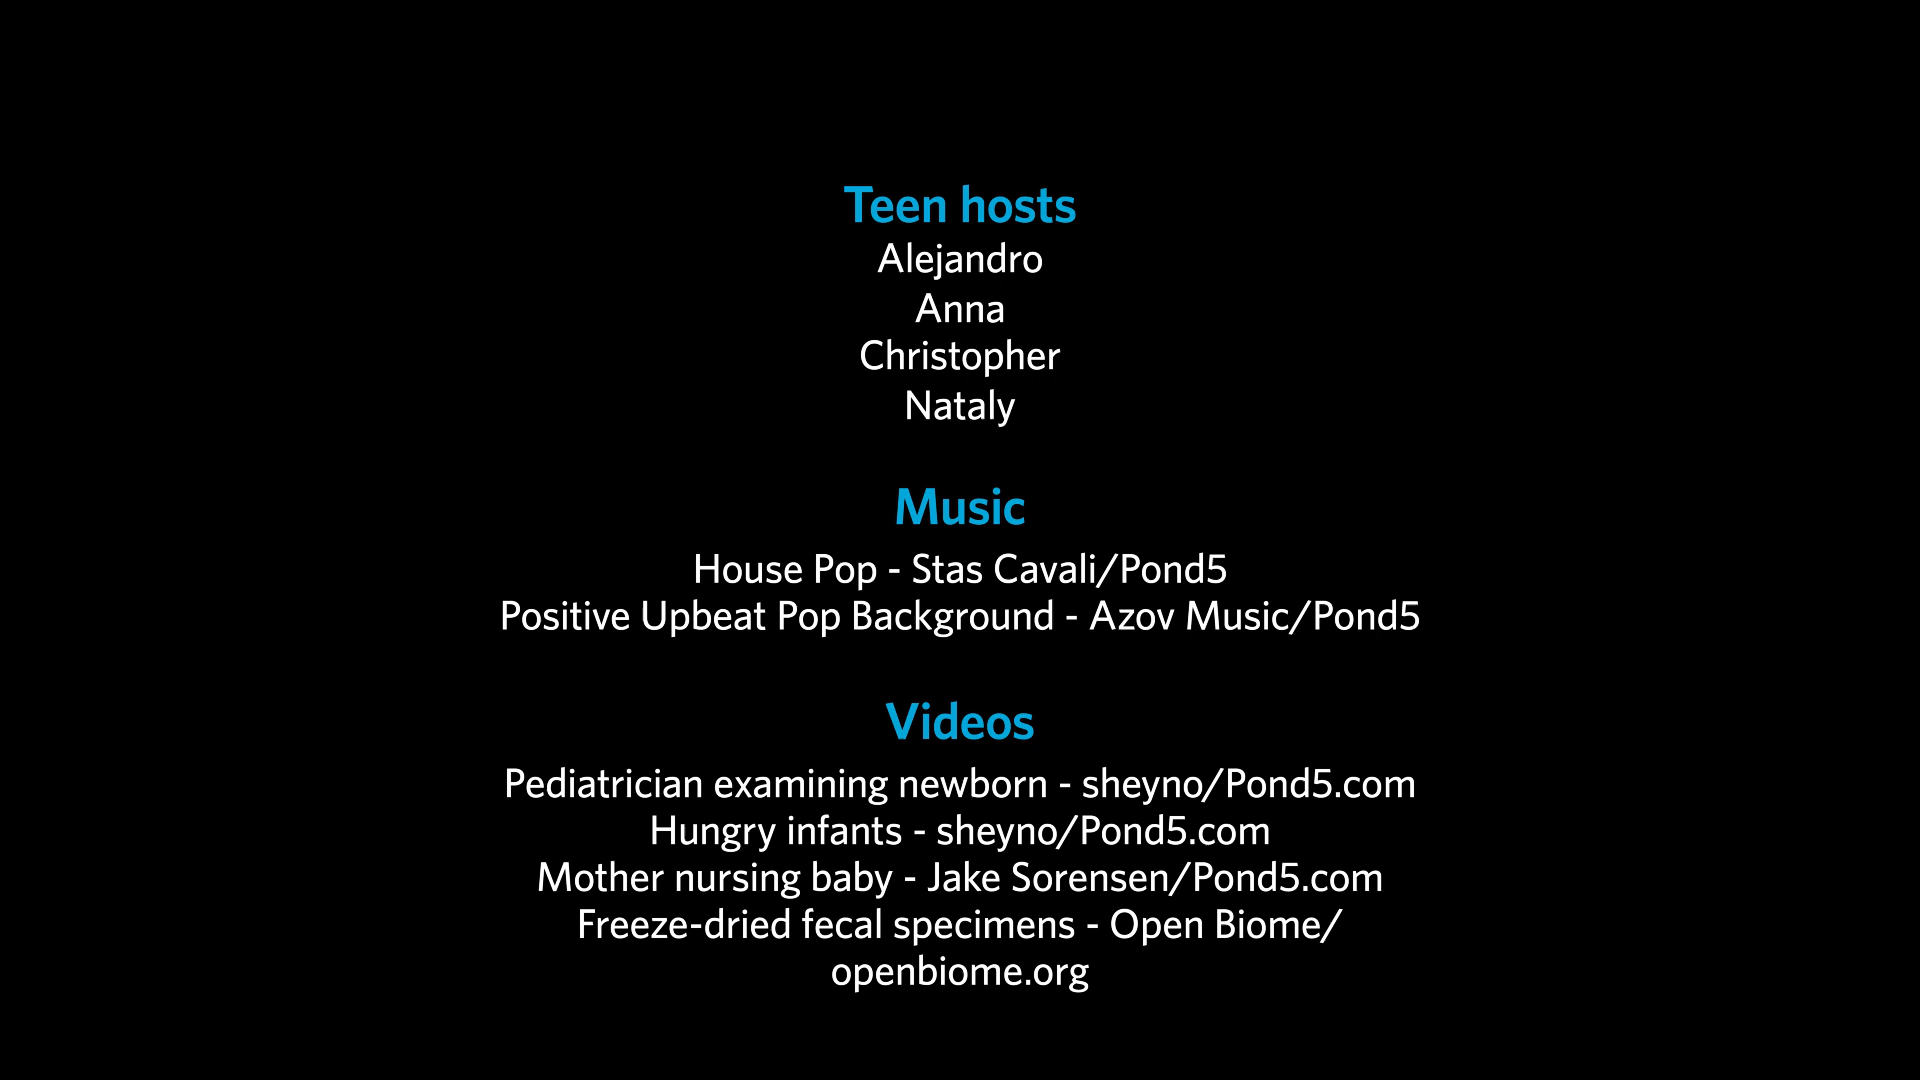 Teen hosts
Alejandro
Anna
Christopher
Nataly
Music
House Pop - Stas Cavali/Pond5
Positive Upbeat Pop Background - Azov Music/Pond5
Videos
Pediatrician examining newborn - sheyno/Pond5.com
Hungry infants - sheyno/Pond5.com
Mother nursing baby - Jake Sorensen/Pond5.com
Freeze-dried fecal specimens - Open Biome/
openbiome.org